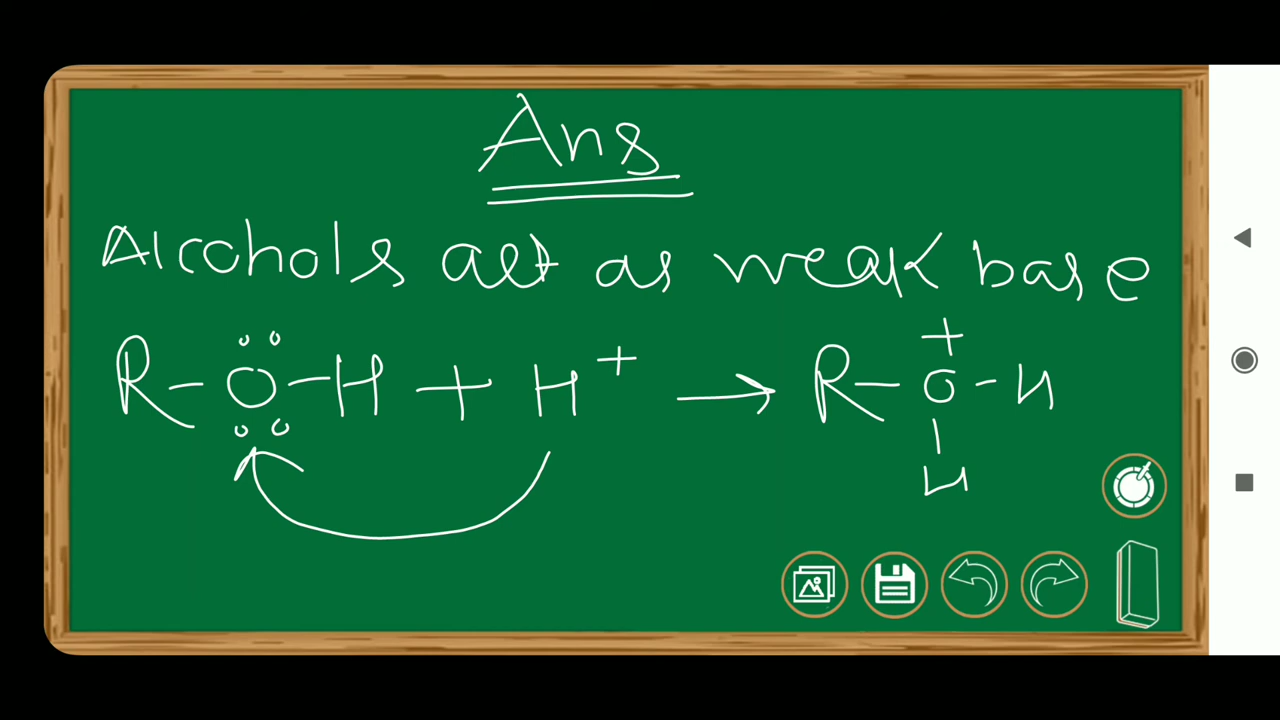 Ans
Alcohols act as weak base
R-O-H + H+ → R-O-H
+
H